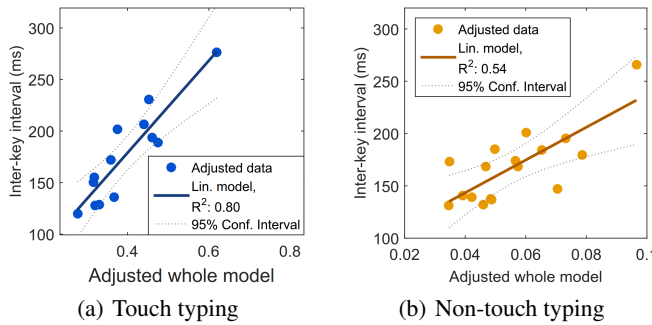 (a)
300
250
200
150
100
Inter-key interval (ms)
Adjusted data
Lin. model,
R²: 0.80
95% Conf. Interval
0.4
0.6
0.8
Adjusted whole model
(a) Touch typing
(b)
300
250
200
150
100
Inter-key interval (ms)
Adjusted data
Lin. model,
R²: 0.54
95% Conf. Interval
0.02
0.04
0.06
0.08
0.1
Adjusted whole model
(b) Non-touch typing